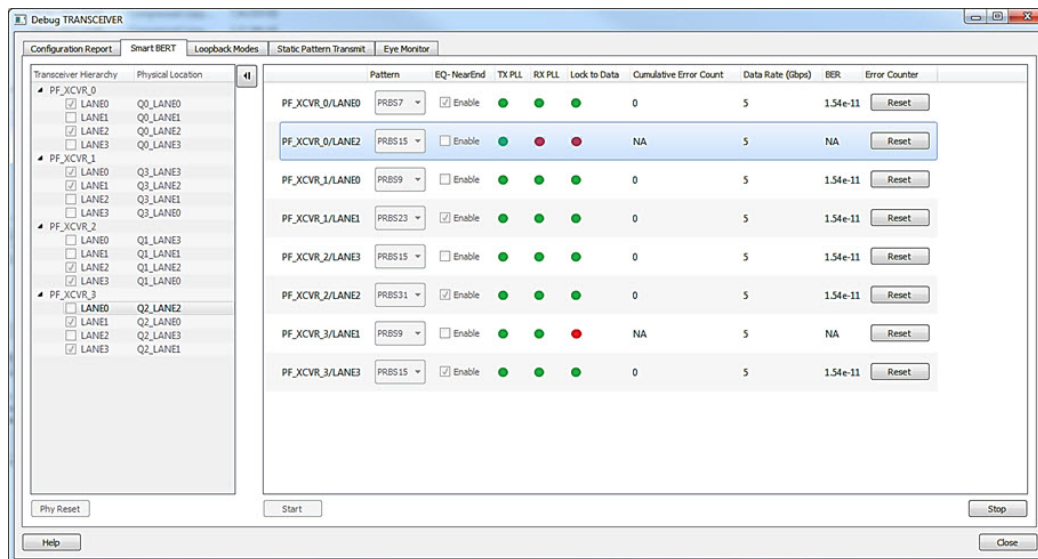 Debug TRANSCEIVER
Configuration Report Smart BERT Loopback Modes Static Pattern Transmit Eye Monitor
Transceiver Hierarchy Physical Location
PF_XCVR_0
LANE0 Q0_LANE0
LANE1 Q0_LANE1
LANE2 Q0_LANE2
LANE3 Q0_LANE3
PF_XCVR_1
LANE0 Q3_LANE3
LANE1 Q3_LANE2
LANE2 Q3_LANE1
LANE3 Q3_LANE0
PF_XCVR_2
LANE0 Q1_LANE3
LANE1 Q1_LANE1
LANE2 Q1_LANE2
LANE3 Q1_LANE0
PF_XCVR_3
LANE0 Q2_LANE2
LANE1 Q2_LANE0
LANE2 Q2_LANE3
LANE3 Q2_LANE1
Phy Reset
Pattern EQ-NearEnd TX PLL RX PLL Lock to Data Cumulative Error Count Data Rate (Gbps) BER Error Counter
PF_XCVR_0/LANE0 PRBS7 Enable 0 5 1.54e-11 Reset
PF_XCVR_0/LANE2 PRBS15 Enable NA 5 NA Reset
PF_XCVR_1/LANE0 PRBS9 Enable 0 5 1.54e-11 Reset
PF_XCVR_1/LANE1 PRBS23 Enable 0 5 1.54e-11 Reset
PF_XCVR_2/LANE3 PRBS15 Enable 0 5 1.54e-11 Reset
PF_XCVR_2/LANE2 PRBS31 Enable 0 5 1.54e-11 Reset
PF_XCVR_3/LANE1 PRBS9 Enable NA 5 NA Reset
PF_XCVR_3/LANE3 PRBS15 Enable 0 5 1.54e-11 Reset
Start Stop
Help Close